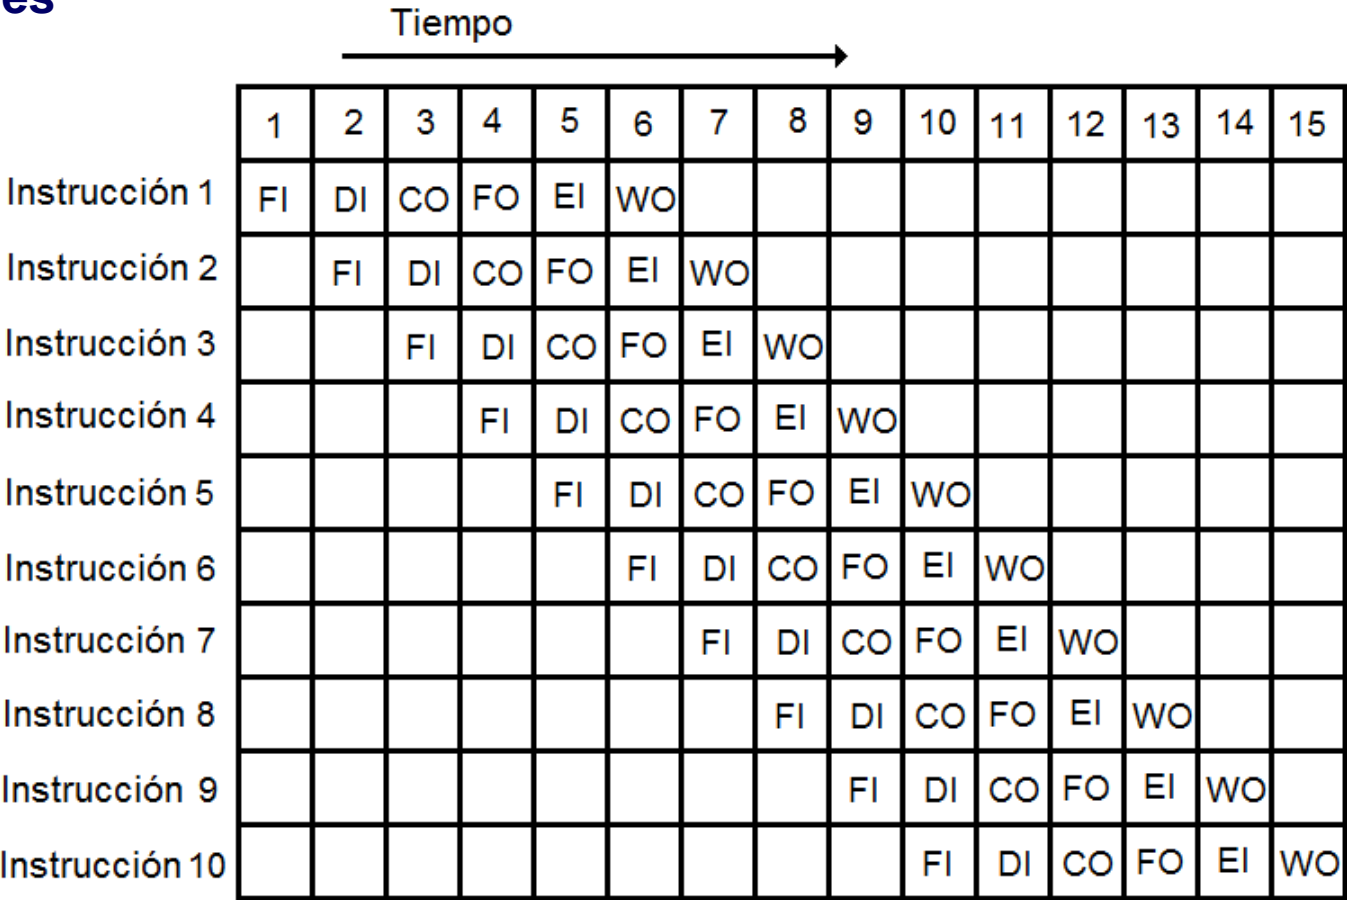 es
Tiempo
1 2 3 4 5 6 7 8 9 10 11 12 13 14 15
Instrucción 1 FI DI CO FO EI WO
Instrucción 2 FI DI CO FO EI WO
Instrucción 3 FI DI CO FO EI WO
Instrucción 4 FI DI CO FO EI WO
Instrucción 5 FI DI CO FO EI WO
Instrucción 6 FI DI CO FO EI WO
Instrucción 7 FI DI CO FO EI WO
Instrucción 8 FI DI CO FO EI WO
Instrucción 9 FI DI CO FO EI WO
Instrucción 10 FI DI CO FO EI WO